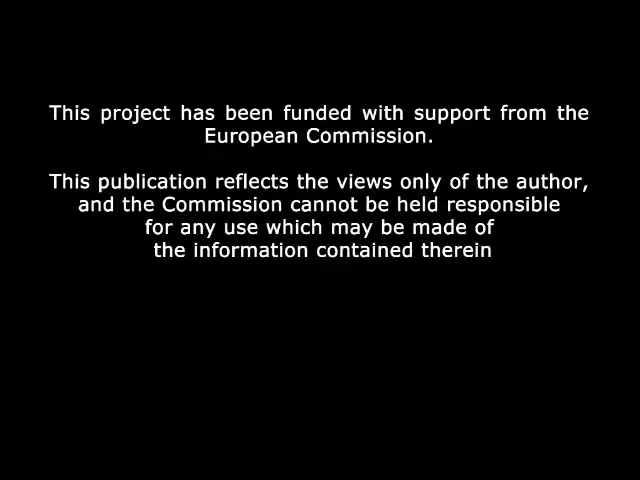 This project has been funded with support from the
European Commission.
This publication reflects the views only of the author,
and the Commission cannot be held responsible
for any use which may be made of
the information contained therein